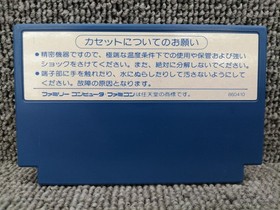 カセットについてのお願い
●精密機器ですので、極端な温度条件下での使用や保管および強い
ショックをさけてください。また、絶対に分解しないでください。
●端子部に手を触れたり、水にぬらしたりして汚さないようにして
ください。故障の原因となります。
ファミリーコンピュータ ファミコンは任天堂の商標です。